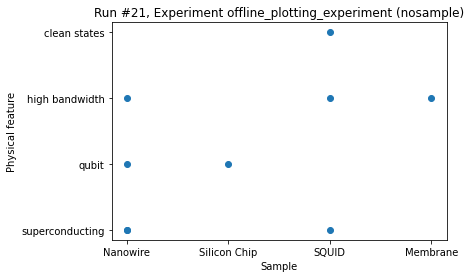 Run #21, Experiment offline_plotting_experiment (nosample)
clean states
high bandwidth
qubit
superconducting
Physical feature
Nanowire
Silicon Chip
SQUID
Membrane
Sample